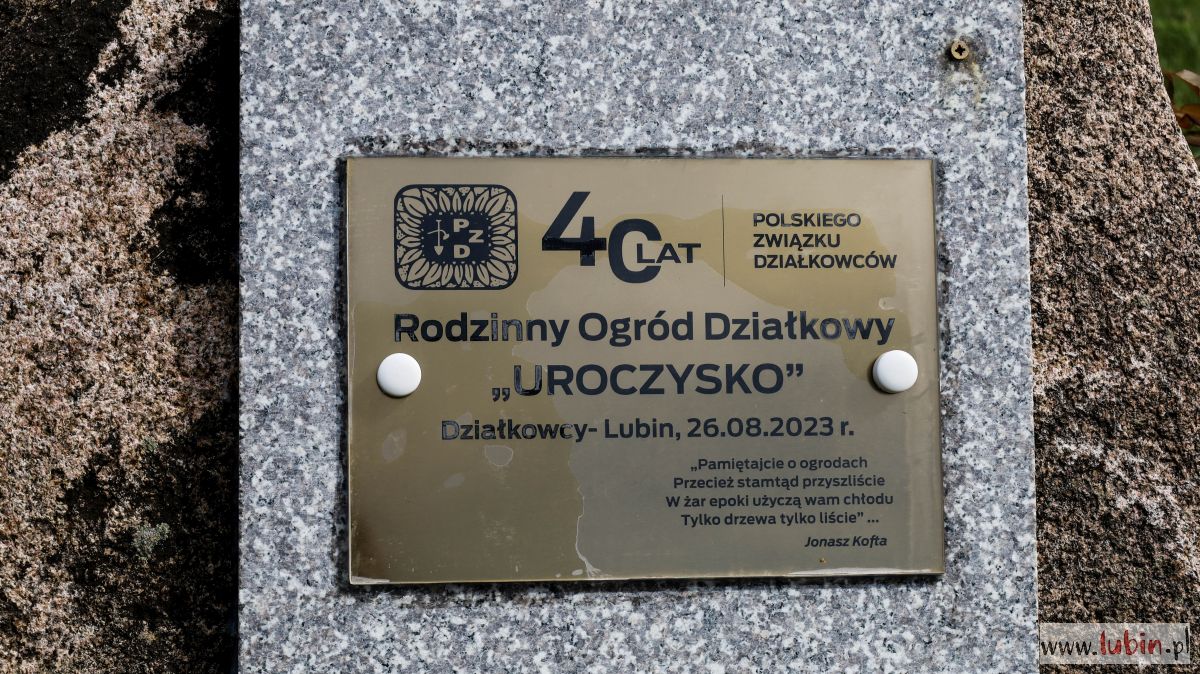 PZD
40 LAT
POLSKIEGO
ZWIĄZKU
DZIAŁKOWCÓW
Rodzinny Ogród Działkowy
„UROCZYSKO”
Działkowcy- Lubin, 26.08.2023 r.
„Pamiętajcie o ogrodach
Przecież stamtąd przyszliście
W żar epoki użyczą wam chłodu
Tylko drzewa tylko liście” ...
Jonasz Kofta
www.lubin.pl